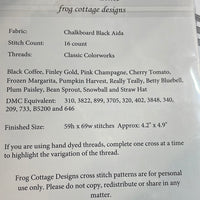 frog cottage designs
Fabric: Chalkboard Black Aida
Stitch Count: 16 count
Threads: Classic Colorworks
Black Coffee, Finley Gold, Pink Champagne, Cherry Tomato,
Frozen Margarita, Pumpkin Harvest, Really Teally, Betty Bluebell,
Plum Paisley, Bean Sprout, Snowball and Straw Hat
DMC Equivalent: 310, 3822, 899, 3705, 320, 402, 3848, 340,
209, 733, B5200 and 646
Finished Size: 59h x 69w stitches Approx: 4.2" x 4.9"
If you are using hand dyed threads, complete one cross at a time
to highlight the varigation of the thread.
Frog Cottage Designs cross stitch patterns are for personal
use only. Please do not copy, redistribute or share in any
matter.